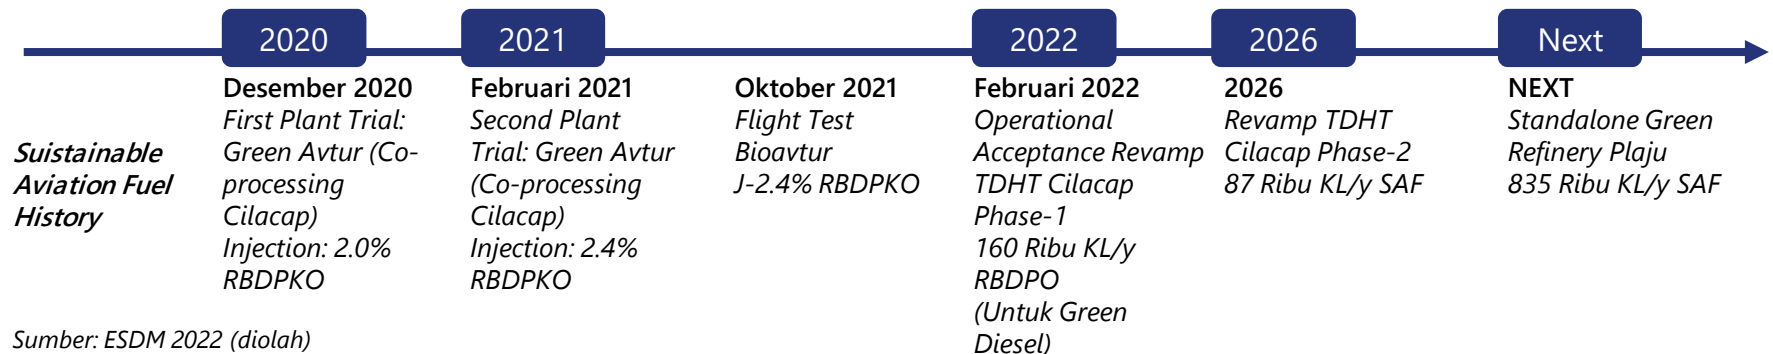 2020
2021
2022
2026
Next
Suistainable
Aviation Fuel
History
Desember 2020
First Plant Trial:
Green Avtur (Co-
processing
Cilacap)
Injection: 2.0%
RBDPKO
Februari 2021
Second Plant
Trial: Green Avtur
(Co-processing
Cilacap)
Injection: 2.4%
RBDPKO
Oktober 2021
Flight Test
Bioavtur
J-2.4% RBDPKO
Februari 2022
Operational
Acceptance Revamp
TDHT Cilacap
Phase-1
160 Ribu KL/y
RBDPO
(Untuk Green
Diesel)
2026
Revamp TDHT
Cilacap Phase-2
87 Ribu KL/y SAF
NEXT
Standalone Green
Refinery Plaju
835 Ribu KL/y SAF
Sumber: ESDM 2022 (diolah)